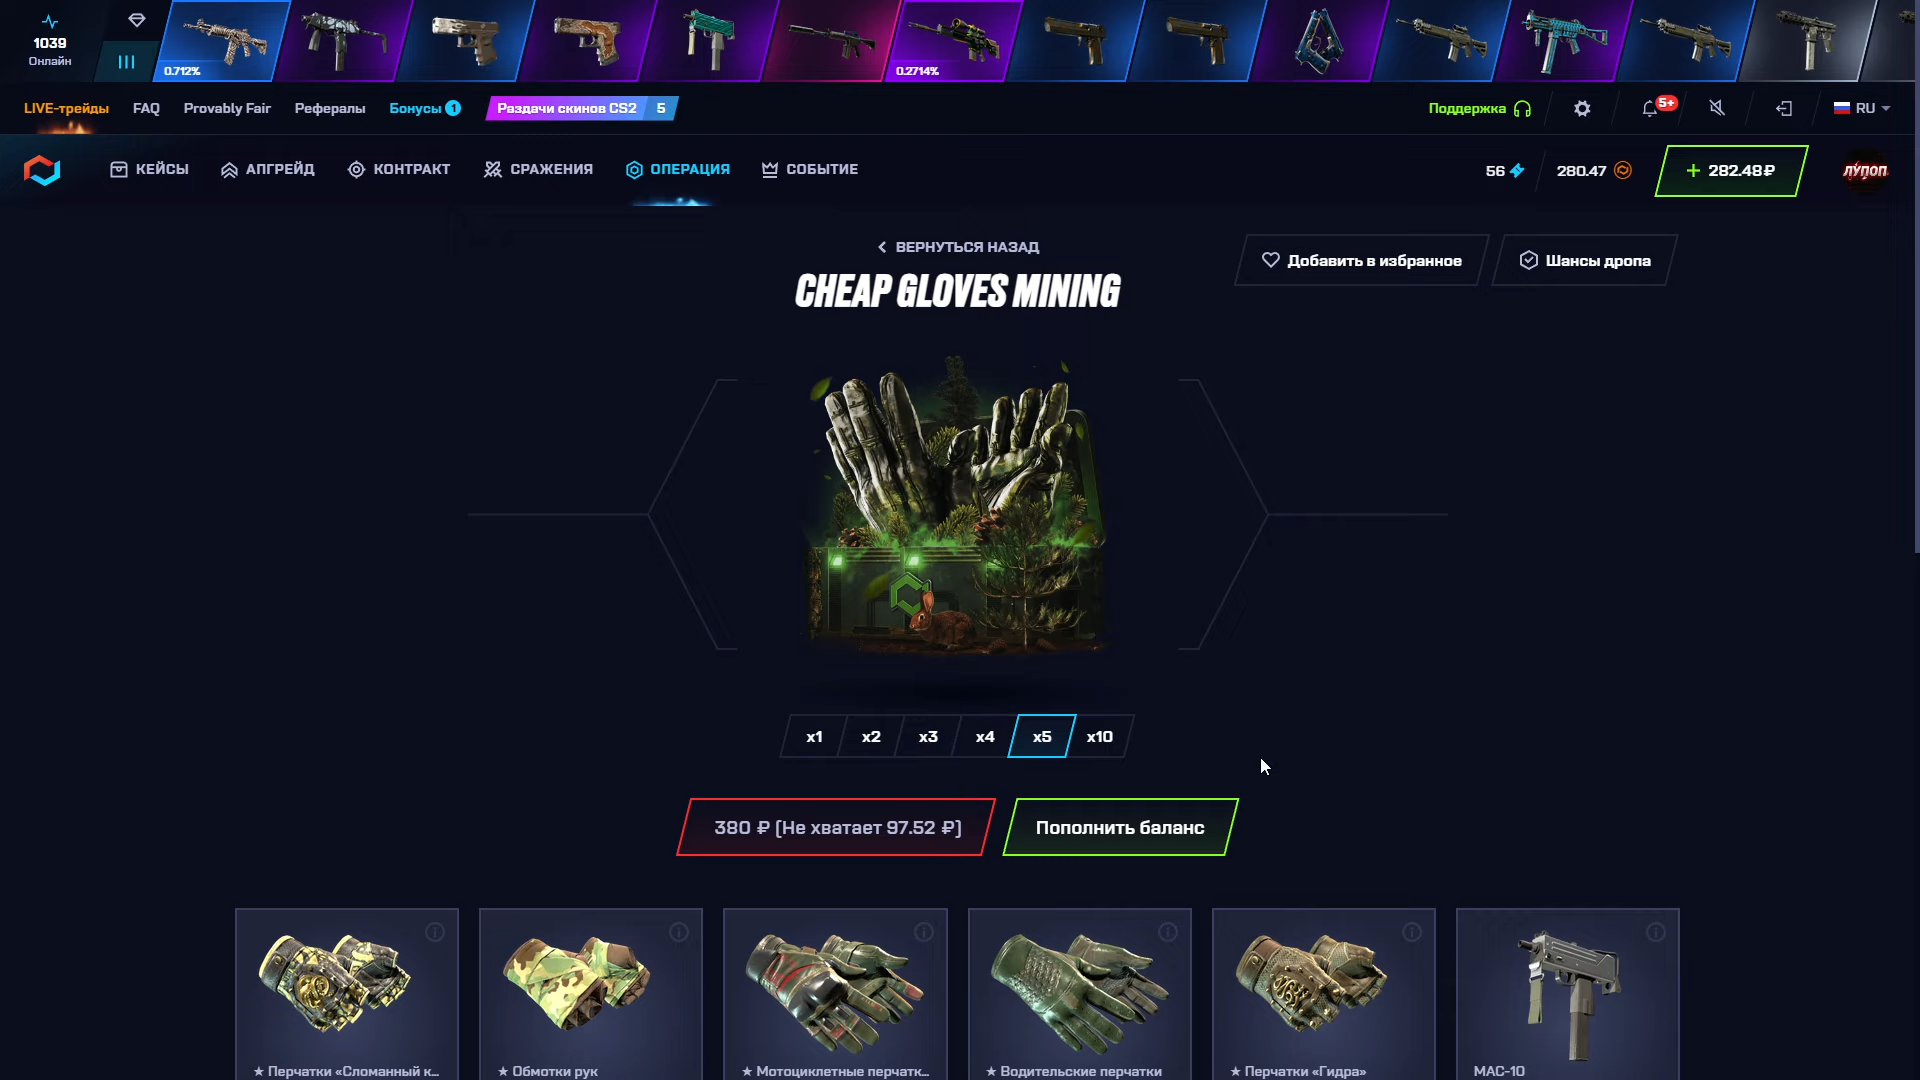 1039
Онлайн
0.712%
0.2714%
LIVE-трейды
FAQ
Provably Fair
Рефералы
Бонусы 1
Раздачи скинов CS2 5
Поддержка
5+
RU
КЕЙСЫ
АПГРЕЙД
КОНТРАКТ
СРАЖЕНИЯ
ОПЕРАЦИЯ
СОБЫТИЕ
56
280.47
+ 282.48₽
ЛУПОП
ВЕРНУТЬСЯ НАЗАД
CHEAP GLOVES MINING
Добавить в избранное
Шансы дропа
x1
x2
x3
x4
x5
x10
380 ₽ (Не хватает 97.52 ₽)
Пополнить баланс
★ Перчатки «Сломанный к...
★ Обмотки рук
★ Мотоциклетные перчатк...
★ Водительские перчатки
★ Перчатки «Гидра»
MAC-10